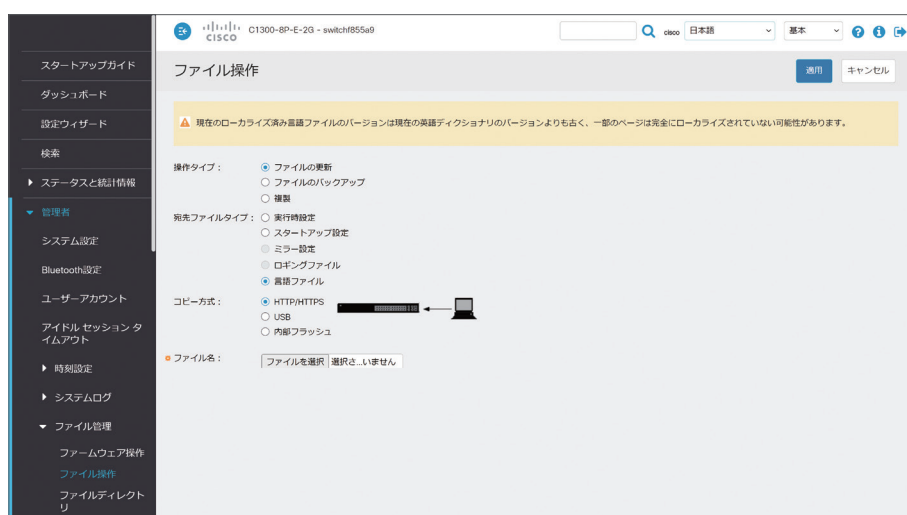 CISCO C1300-8P-E-2G - switchf855a9 cisco 日本語 基本
スタートアップガイド
ダッシュボード
設定ウィザード
検索
ステータスと統計情報
管理者
システム設定
Bluetooth設定
ユーザーアカウント
アイドル セッション タ
イムアウト
時刻設定
システムログ
ファイル管理
ファームウェア操作
ファイル操作
ファイルディレクト
リ
ファイル操作 適用 キャンセル
現在のローカライズ済み言語ファイルのバージョンは現在の英語ディクショナリのバージョンよりも古く、一部のページは完全にローカライズされていない可能性があります。
操作タイプ： ファイルの更新
ファイルのバックアップ
複製
宛先ファイルタイプ： 実行時設定
スタートアップ設定
ミラー設定
ロギングファイル
言語ファイル
コピー方式： HTTP/HTTPS
USB
内部フラッシュ
ファイル名： ファイルを選択 選択さ...いません